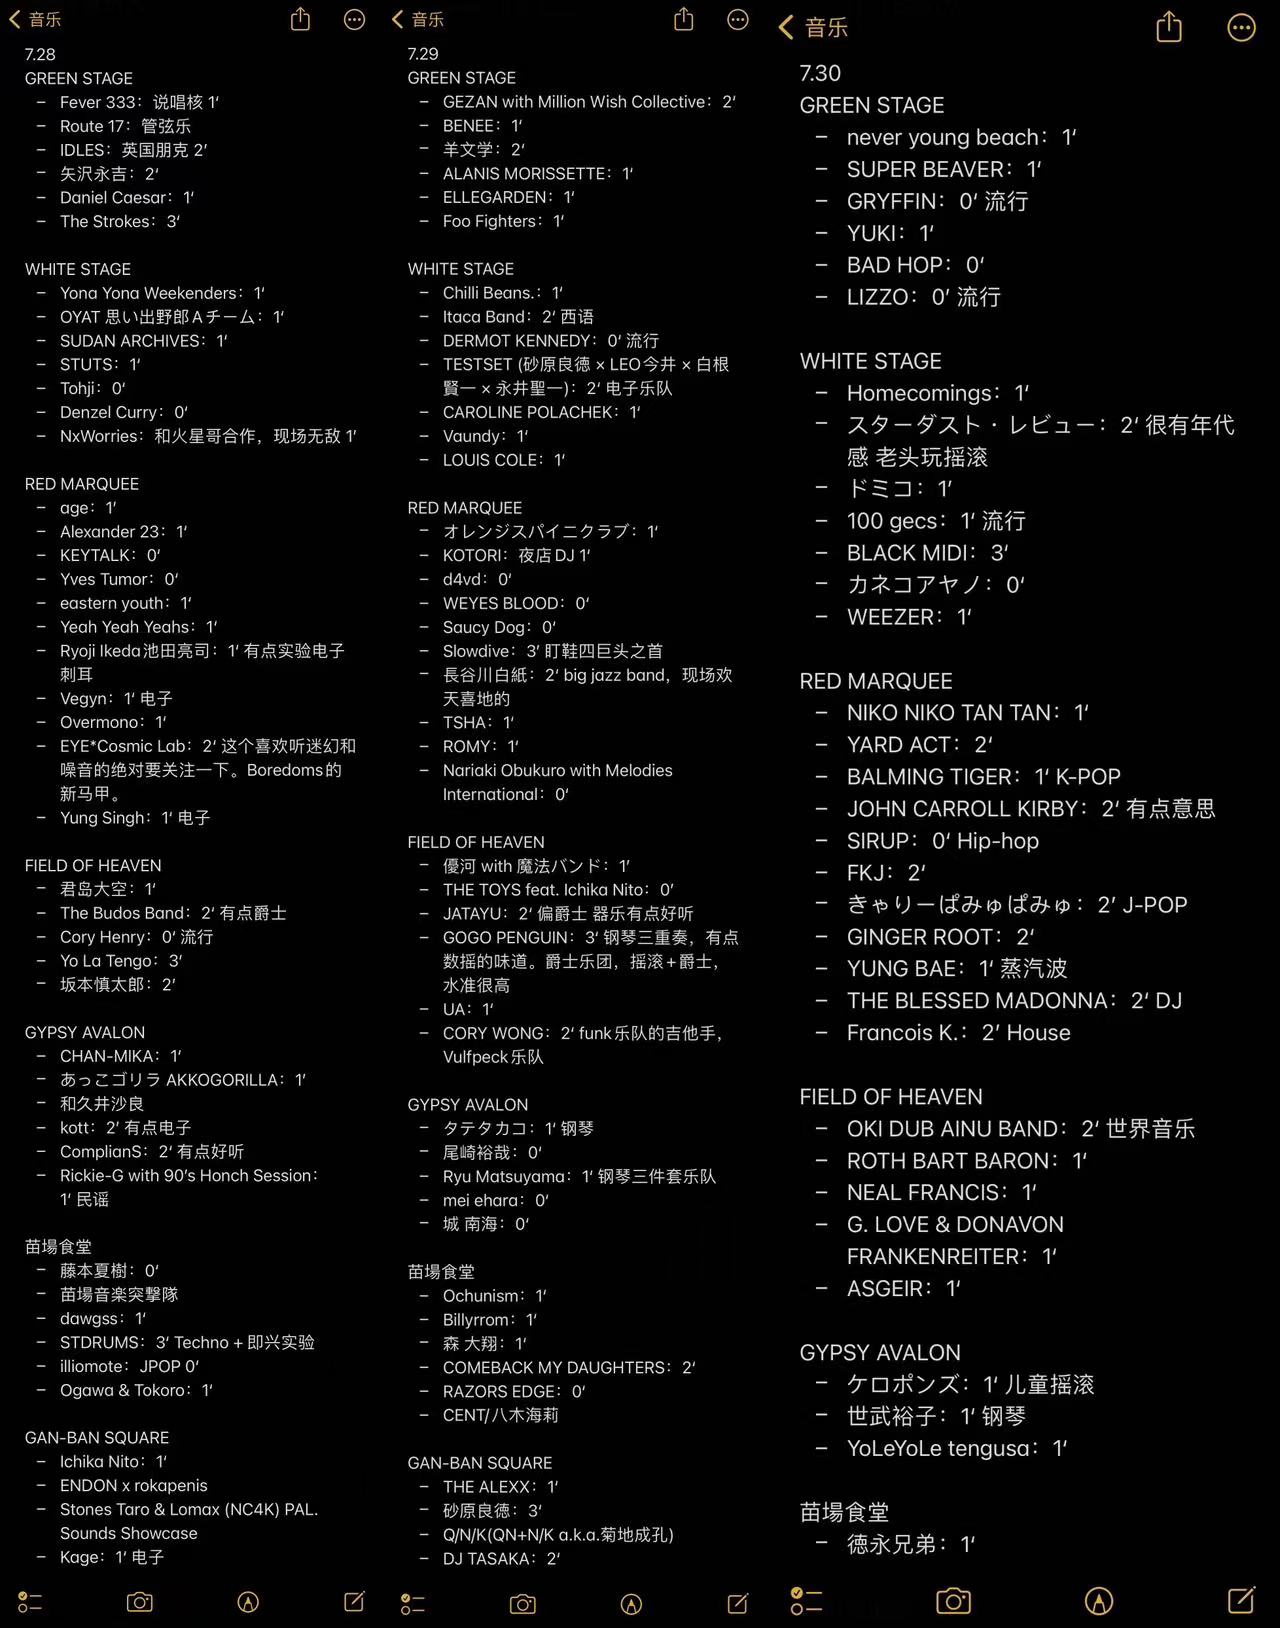 音乐
7.28
GREEN STAGE
– Fever 333：说唱核 1‘
– Route 17：管弦乐
– IDLES：英国朋克 2’
– 矢沢永吉：2‘
– Daniel Caesar：1‘
– The Strokes：3‘
WHITE STAGE
– Yona Yona Weekenders：1‘
– OYAT 思い出野郎Aチーム：1‘
– SUDAN ARCHIVES：1‘
– STUTS：1‘
– Tohji：0‘
– Denzel Curry：0‘
– NxWorries：和火星哥合作，现场无敌 1’
RED MARQUEE
– age：1’
– Alexander 23：1‘
– KEYTALK：0‘
– Yves Tumor：0‘
– eastern youth：1‘
– Yeah Yeah Yeahs：1‘
– Ryoji Ikeda池田亮司：1‘ 有点实验电子
刺耳
– Vegyn：1‘ 电子
– Overmono：1‘
– EYE*Cosmic Lab：2‘ 这个喜欢听迷幻和
噪音的绝对要关注一下。Boredoms的
新马甲。
– Yung Singh：1‘ 电子
FIELD OF HEAVEN
– 君岛大空：1‘
– The Budos Band：2‘ 有点爵士
– Cory Henry：0‘ 流行
– Yo La Tengo：3‘
– 坂本慎太郎：2‘
GYPSY AVALON
– CHAN-MIKA：1’
– あっこゴリラ AKKOGORILLA：1’
– 和久井沙良
– kott：2‘ 有点电子
– ComplianS：2‘ 有点好听
– Rickie-G with 90’s Honch Session：
1‘ 民谣
苗場食堂
– 藤本夏樹：0‘
– 苗場音楽突撃隊
– dawgss：1‘
– STDRUMS：3‘ Techno + 即兴实验
– illiomote：JPOP 0‘
– Ogawa & Tokoro：1‘
GAN-BAN SQUARE
– Ichika Nito：1‘
– ENDON x rokapenis
– Stones Taro & Lomax (NC4K) PAL.
Sounds Showcase
– Kage：1‘ 电子
音乐
7.29
GREEN STAGE
– GEZAN with Million Wish Collective：2‘
– BENEE：1‘
– 羊文学：2‘
– ALANIS MORISSETTE：1‘
– ELLEGARDEN：1‘
– Foo Fighters：1‘
WHITE STAGE
– Chilli Beans.：1‘
– Itaca Band：2‘ 西语
– DERMOT KENNEDY：0‘ 流行
– TESTSET (砂原良徳 × LEO今井 × 白根
賢一 × 永井聖一)：2‘ 电子乐队
– CAROLINE POLACHEK：1‘
– Vaundy：1‘
– LOUIS COLE：1‘
RED MARQUEE
– オレンジスパイニクラブ：1‘
– KOTORI：夜店DJ 1‘
– d4vd：0‘
– WEYES BLOOD：0‘
– Saucy Dog：0‘
– Slowdive：3‘ 盯鞋四巨头之首
– 長谷川白紙：2‘ big jazz band，现场欢
天喜地的
– TSHA：1‘
– ROMY：1‘
– Nariaki Obukuro with Melodies
International：0‘
FIELD OF HEAVEN
– 優河 with 魔法バンド：1’
– THE TOYS feat. Ichika Nito：0’
– JATAYU：2‘ 偏爵士 器乐有点好听
– GOGO PENGUIN：3‘ 钢琴三重奏，有点
数摇的味道。爵士乐团，摇滚+爵士，
水准很高
– UA：1‘
– CORY WONG：2‘ funk乐队的吉他手，
Vulfpeck乐队
GYPSY AVALON
– タテタカコ：1‘ 钢琴
– 尾崎裕哉：0‘
– Ryu Matsuyama：1‘ 钢琴三件套乐队
– mei ehara：0‘
– 城 南海：0‘
苗場食堂
– Ochunism：1‘
– Billyrrom：1‘
– 森 大翔：1‘
– COMEBACK MY DAUGHTERS：2‘
– RAZORS EDGE：0‘
– CENT/八木海莉
GAN-BAN SQUARE
– THE ALEXX：1‘
– 砂原良徳：3‘
– Q/N/K(QN+N/K a.k.a.菊地成孔)
– DJ TASAKA：2‘
音乐
7.30
GREEN STAGE
– never young beach：1‘
– SUPER BEAVER：1‘
– GRYFFIN：0‘ 流行
– YUKI：1‘
– BAD HOP：0‘
– LIZZO：0’ 流行
WHITE STAGE
– Homecomings：1‘
– スターダスト・レビュー：2‘ 很有年代
感 老头玩摇滚
– ドミコ：1’
– 100 gecs：1‘ 流行
– BLACK MIDI：3‘
– カネコアヤノ：0‘
– WEEZER：1‘
RED MARQUEE
– NIKO NIKO TAN TAN：1‘
– YARD ACT：2‘
– BALMING TIGER：1‘ K-POP
– JOHN CARROLL KIRBY：2‘ 有点意思
– SIRUP：0‘ Hip-hop
– FKJ：2‘
– きゃりーぱみゅぱみゅ：2’ J-POP
– GINGER ROOT：2‘
– YUNG BAE：1‘ 蒸汽波
– THE BLESSED MADONNA：2‘ DJ
– Francois K.：2’ House
FIELD OF HEAVEN
– OKI DUB AINU BAND：2‘ 世界音乐
– ROTH BART BARON：1‘
– NEAL FRANCIS：1‘
– G. LOVE & DONAVON
FRANKENREITER：1‘
– ASGEIR：1‘
GYPSY AVALON
– ケロポンズ：1‘ 儿童摇滚
– 世武裕子：1‘ 钢琴
– YoLeYoLe tengusa：1‘
苗場食堂
– 徳永兄弟：1‘